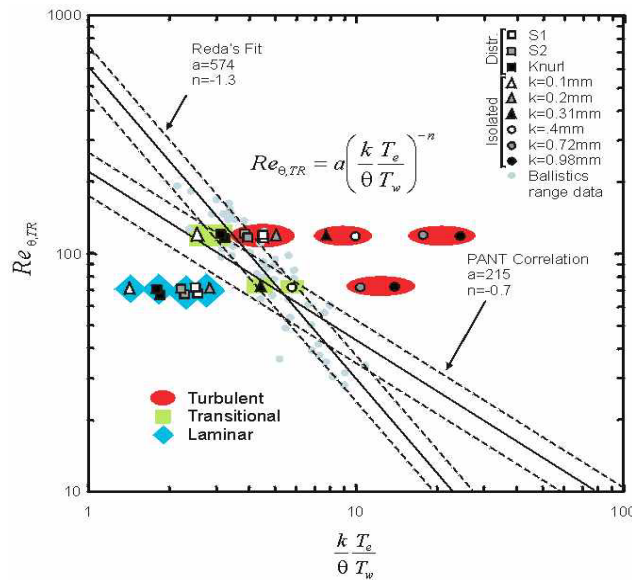 1000
100
10
Re_{θ,TR}
Reda's Fit
a=574
n=-1.3
Re_{θ,TR} = a(k/θ T_e/T_w)^{-n}
Distr.
Isolated
S1
S2
Knurl
k=0.1mm
k=0.2mm
k=0.31mm
k=.4mm
k=0.72mm
k=0.98mm
Ballistics
range data
PANT Correlation
a=215
n=-0.7
Turbulent
Transitional
Laminar
1
10
100
k/θ T_e/T_w